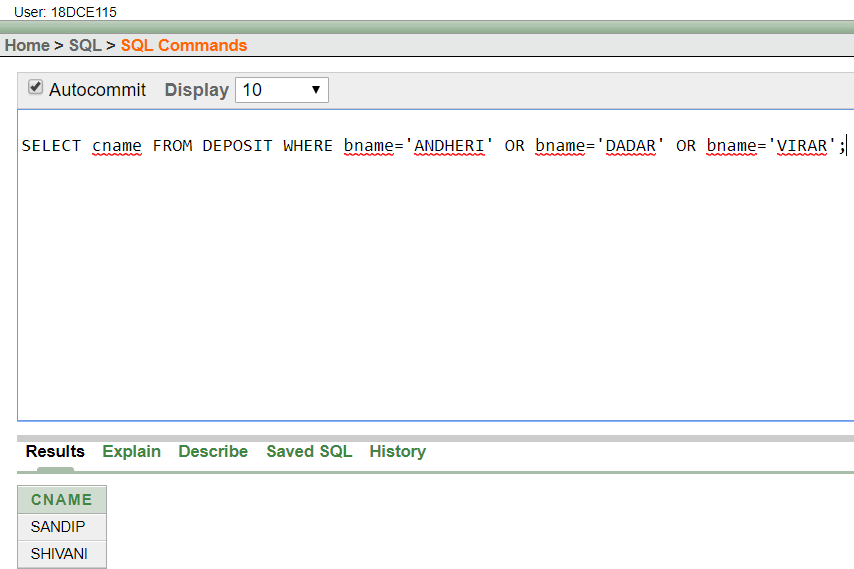 User: 18DCE115
Home > SQL > SQL Commands
Autocommit Display 10
SELECT cname FROM DEPOSIT WHERE bname='ANDHERI' OR bname='DADAR' OR bname='VIRAR';
Results Explain Describe Saved SQL History
CNAME
SANDIP
SHIVANI